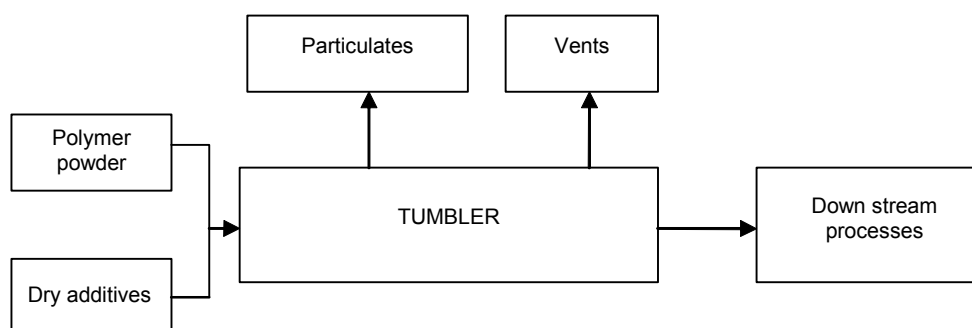 Particulates
Vents
Polymer
powder
TUMBLER
Down stream
processes
Dry additives